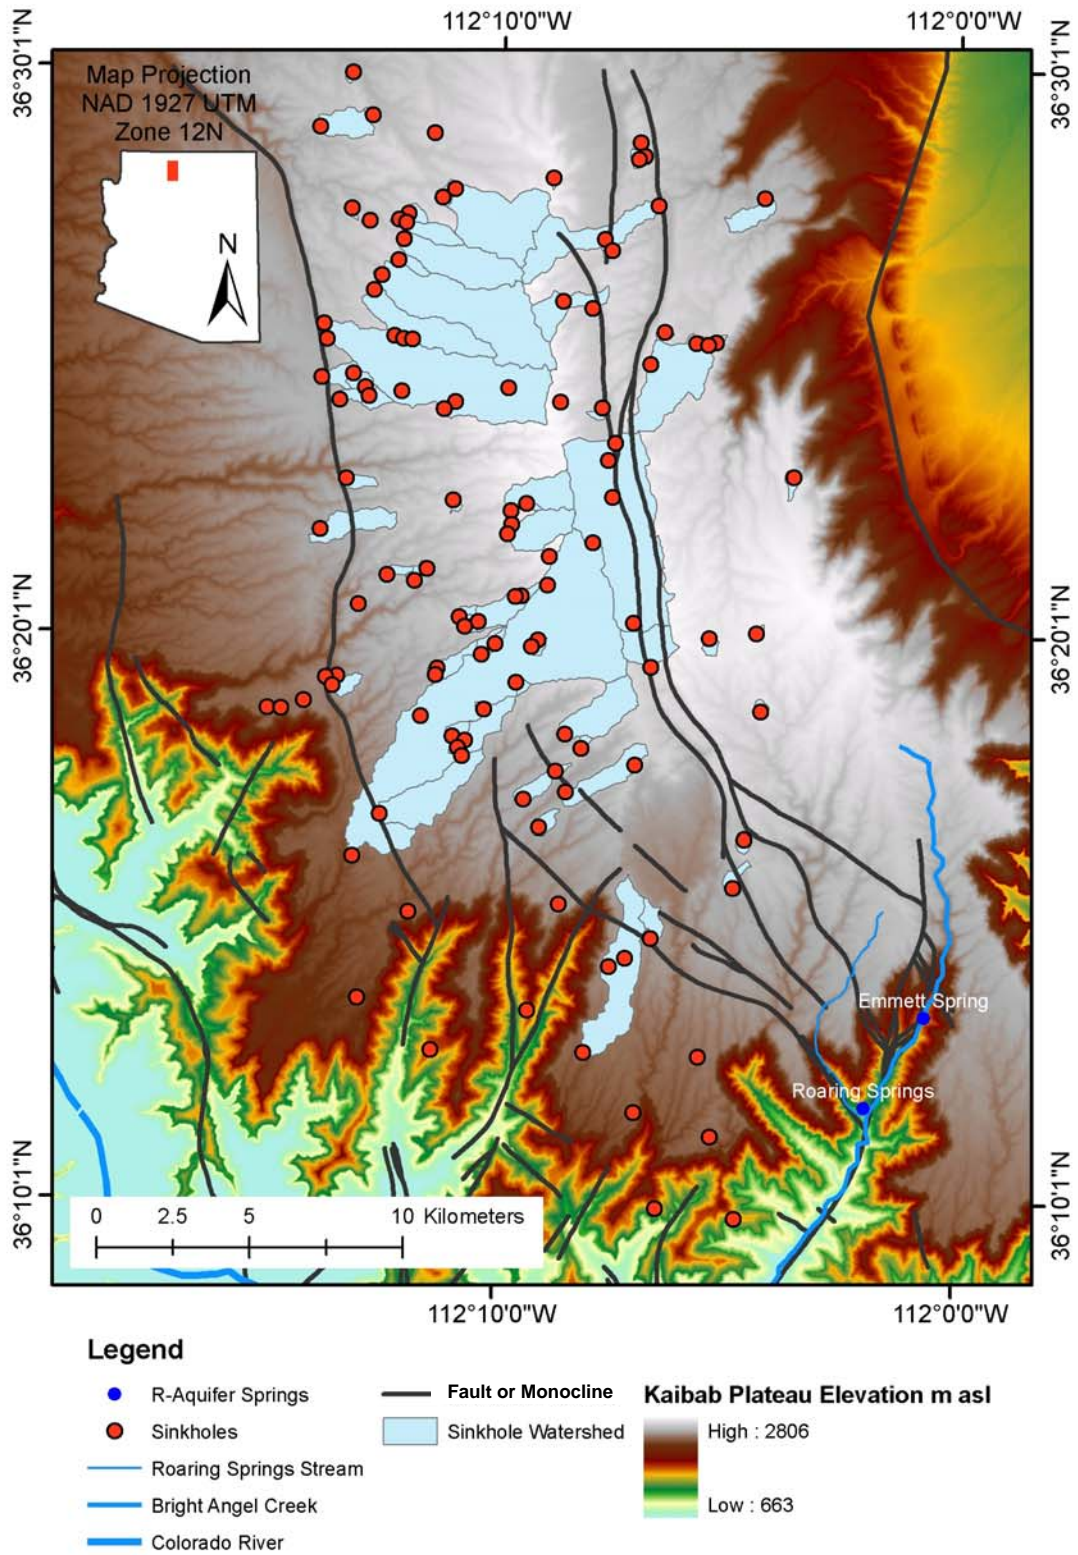 112°10'0"W
112°0'0"W
36°30'1"N
36°30'1"N
Map Projection
NAD 1927 UTM
Zone 12N
N
36°20'1"N
36°20'1"N
Emmett Spring
Roaring Springs
36°10'1"N
36°10'1"N
0 2.5 5 10 Kilometers
112°10'0"W
112°0'0"W
Legend
R-Aquifer Springs
Sinkholes
Roaring Springs Stream
Bright Angel Creek
Colorado River
Fault or Monocline
Sinkhole Watershed
Kaibab Plateau Elevation m asl
High : 2806
Low : 663